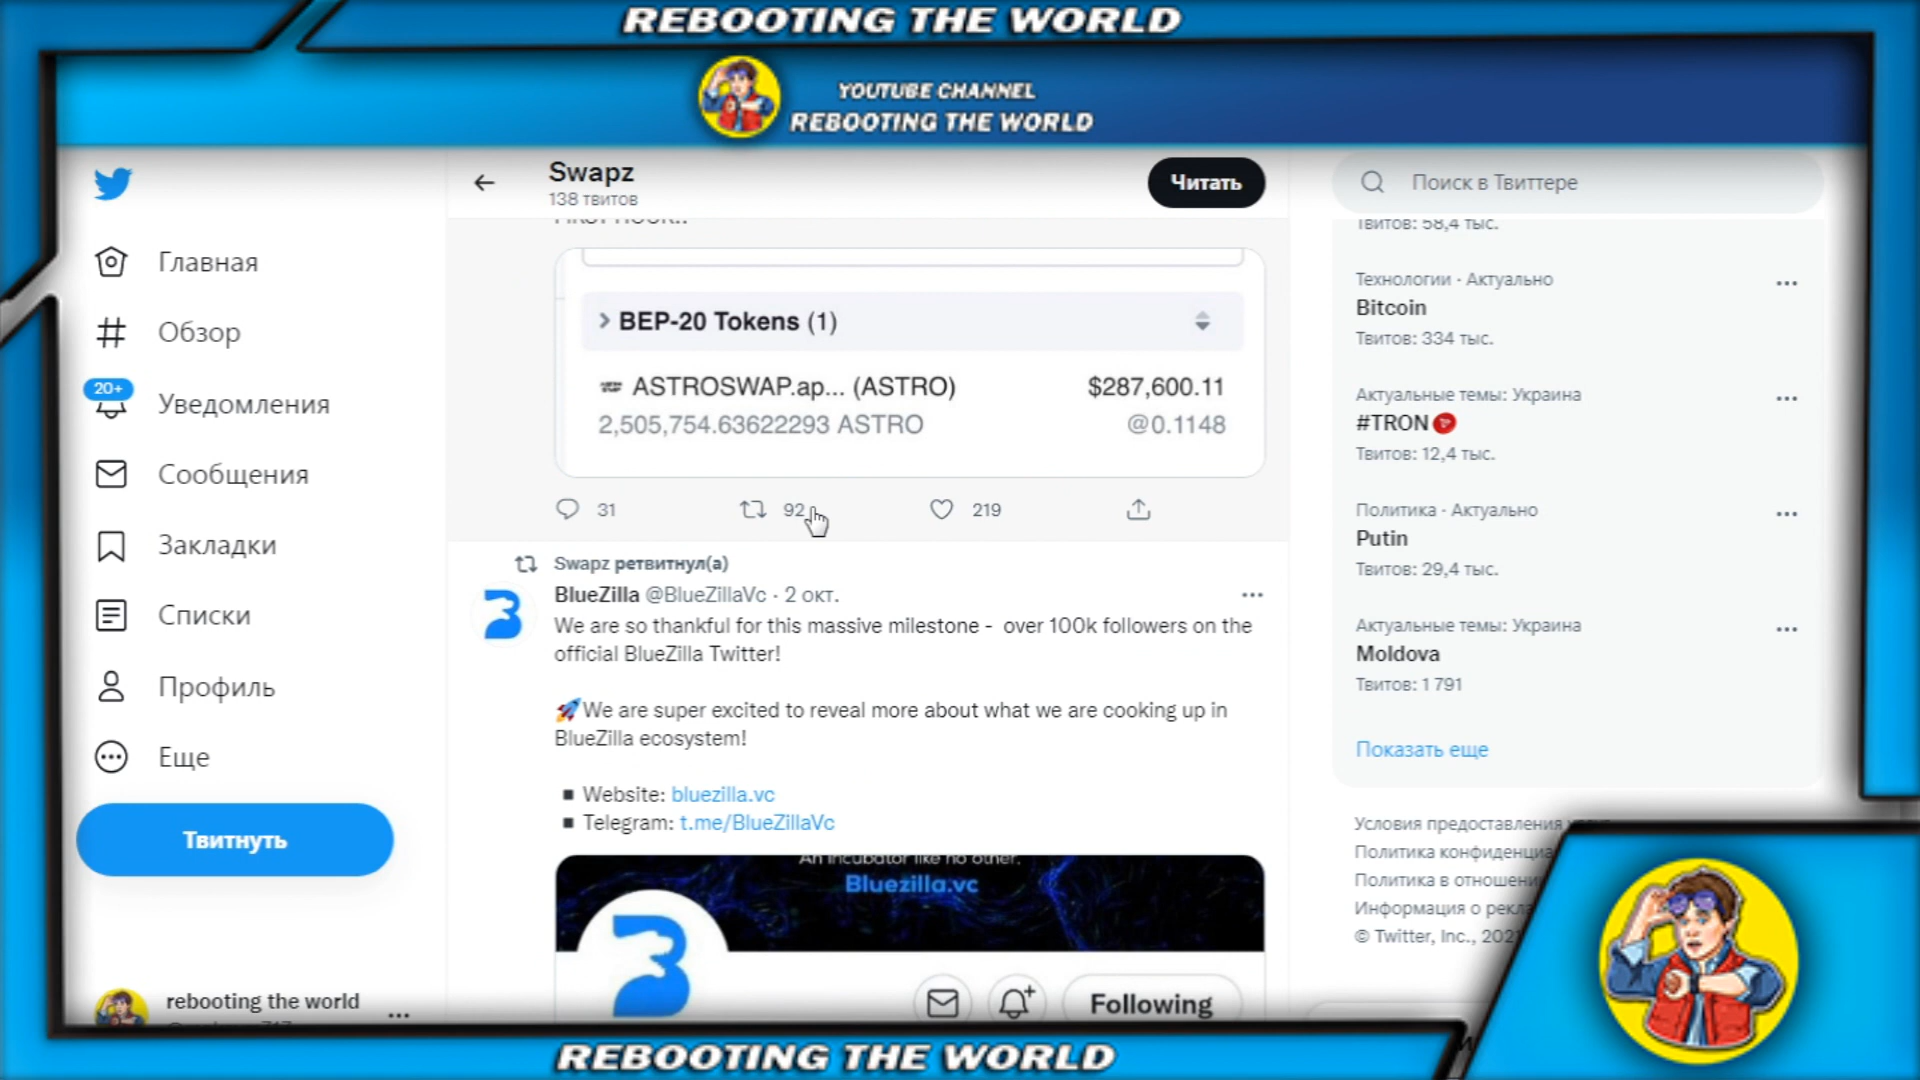 REBOOTING THE WORLD
YOUTUBE CHANNEL
REBOOTING THE WORLD
Главная
Обзор
20+
Уведомления
Сообщения
Закладки
Списки
Профиль
Еще
Твитнуть
rebooting the world
Swapz
138 твитов
Читать
BEP-20 Tokens (1)
ASTROSWAP.ap... (ASTRO) $287,600.11
2,505,754.63622293 ASTRO @0.1148
31 92 219
Swapz ретвитнул(а)
BlueZilla @BlueZillaVc · 2 окт.
We are so thankful for this massive milestone - over 100k followers on the
official BlueZilla Twitter!
🚀We are super excited to reveal more about what we are cooking up in
BlueZilla ecosystem!
▪ Website: bluezilla.vc
▪ Telegram: t.me/BlueZillaVc
An incubator like no other.
Bluezilla.vc
Following
Поиск в Твиттере
Твитов: 58,4 тыс.
Технологии · Актуально
Bitcoin
Твитов: 334 тыс.
Актуальные темы: Украина
#TRON
Твитов: 12,4 тыс.
Политика · Актуально
Putin
Твитов: 29,4 тыс.
Актуальные темы: Украина
Moldova
Твитов: 1 791
Показать еще
Условия предоставления
Политика конфиденциа
Политика в отношени
Информация о рекла
© Twitter, Inc., 202
REBOOTING THE WORLD